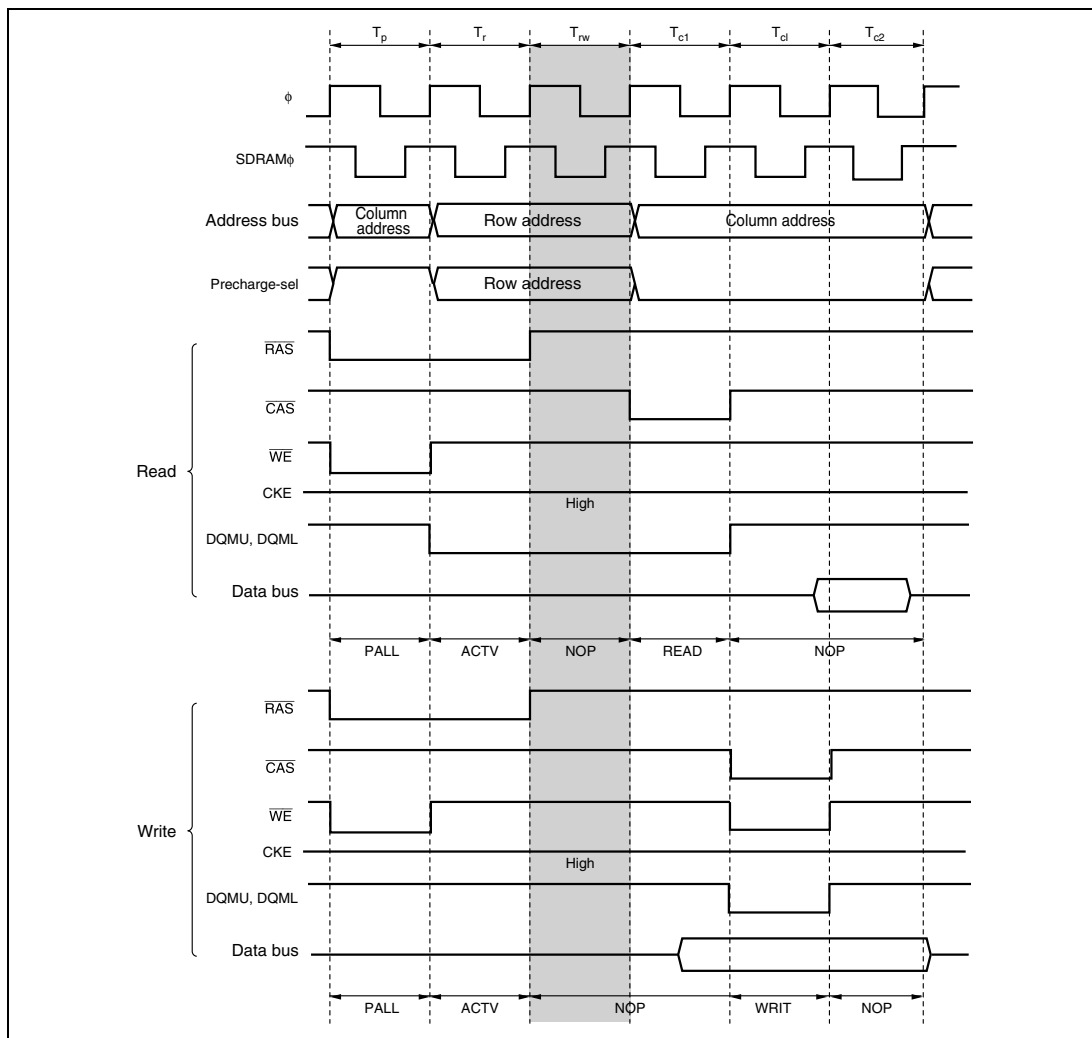 Tp Tr Trw Tc1 Tcl Tc2
ϕ
SDRAMϕ
Address bus Column address Row address Column address
Precharge-sel Row address
Read
RAS
CAS
WE
CKE High
DQMU, DQML
Data bus
PALL ACTV NOP READ NOP
Write
RAS
CAS
WE
CKE High
DQMU, DQML
Data bus
PALL ACTV NOP WRIT NOP